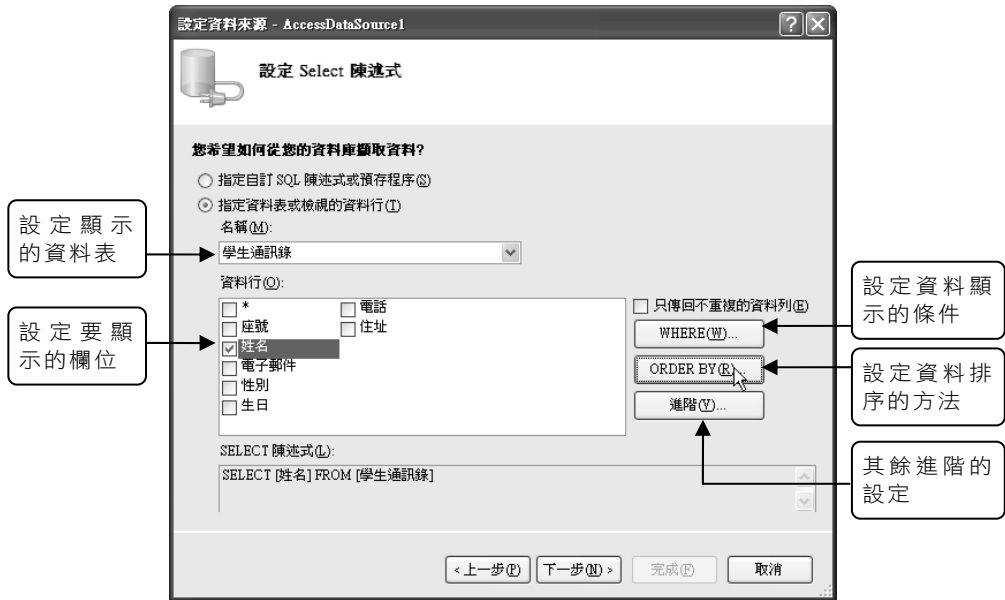 設定資料來源 - AccessDataSource1
設定 Select 陳述式
您希望如何從您的資料庫擷取資料?
指定自訂 SQL 陳述式或預存程序(S)
指定資料表或檢視的資料行(T)
名稱(M):
學生通訊錄
資料行(O):
*
座號
姓名
電子郵件
性別
生日
電話
住址
只傳回不重複的資料列(E)
WHERE(W)...
ORDER BY(R)...
進階(V)...
SELECT 陳述式(L):
SELECT [姓名] FROM [學生通訊錄]
<上一步(P)
下一步(N)>
完成(F)
取消
設定顯示
的資料表
設定要顯
示的欄位
設定資料顯
示的條件
設定資料排
序的方法
其餘進階的
設定